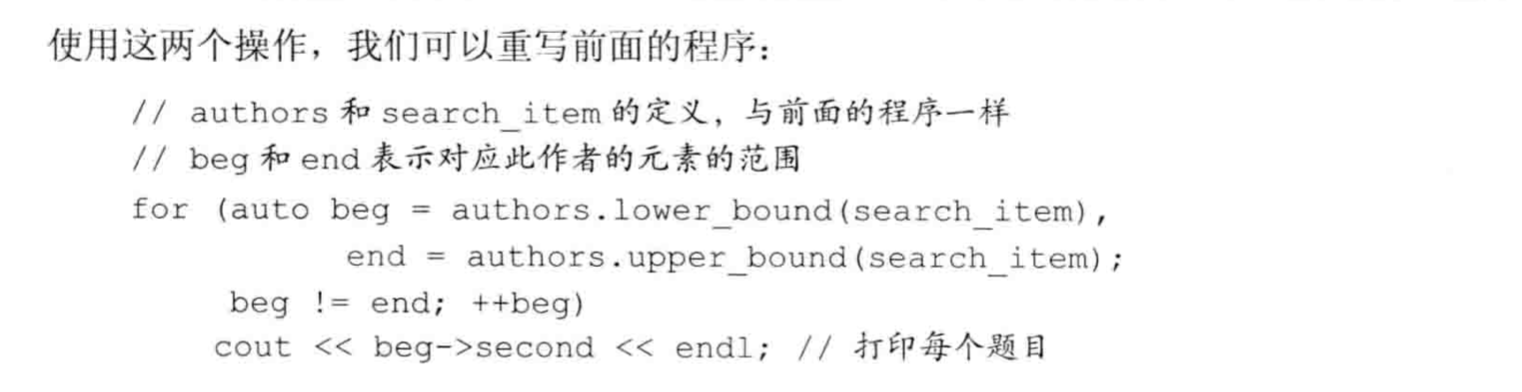 使用这两个操作，我们可以重写前面的程序：
// authors 和 search_item 的定义，与前面的程序一样
// beg 和 end 表示对应此作者的元素的范围
for (auto beg = authors.lower_bound(search_item),
end = authors.upper_bound(search_item);
beg != end; ++beg)
cout << beg->second << endl; // 打印每个题目